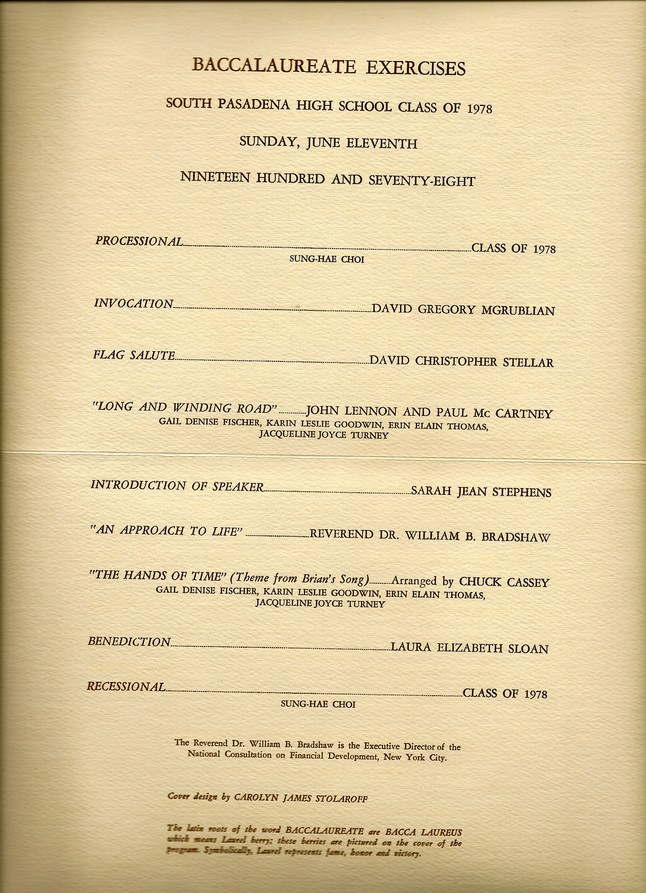 BACCALAUREATE EXERCISES
SOUTH PASADENA HIGH SCHOOL CLASS OF 1978
SUNDAY, JUNE ELEVENTH
NINETEEN HUNDRED AND SEVENTY-EIGHT
PROCESSIONAL....................CLASS OF 1978
SUNG-HAE CHOI
INVOCATION....................DAVID GREGORY MGRUBLIAN
FLAG SALUTE....................DAVID CHRISTOPHER STELLAR
"LONG AND WINDING ROAD"..........JOHN LENNON AND PAUL Mc CARTNEY
GAIL DENISE FISCHER, KARIN LESLIE GOODWIN, ERIN ELAIN THOMAS,
JACQUELINE JOYCE TURNEY
INTRODUCTION OF SPEAKER....................SARAH JEAN STEPHENS
"AN APPROACH TO LIFE" ....................REVEREND DR. WILLIAM B. BRADSHAW
"THE HANDS OF TIME" (Theme from Brian's Song)..........Arranged by CHUCK CASSEY
GAIL DENISE FISCHER, KARIN LESLIE GOODWIN, ERIN ELAIN THOMAS,
JACQUELINE JOYCE TURNEY
BENEDICTION....................LAURA ELIZABETH SLOAN
RECESSIONAL....................CLASS OF 1978
SUNG-HAE CHOI
The Reverend Dr. William B. Bradshaw is the Executive Director of the
National Consultation on Financial Development, New York City.
Cover design by CAROLYN JAMES STOLAROFF
The latin roots of the word BACCALAUREATE are BACCA LAUREUS
which means Laurel berry; these berries are pictured on the cover of the
program. Symbolically, Laurel represents fame, honor and victory.